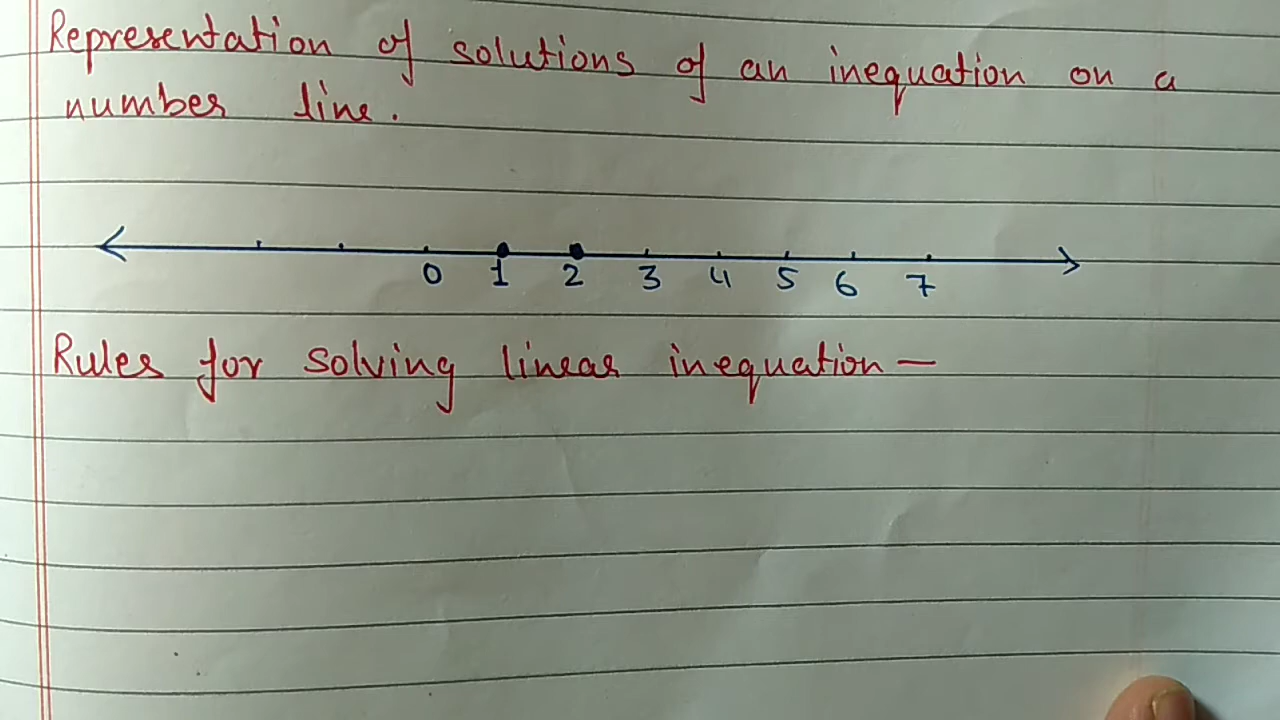 Representation of solutions of an inequation on a
number line.
0 1 2 3 4 5 6 7
Rules for solving linear inequation —